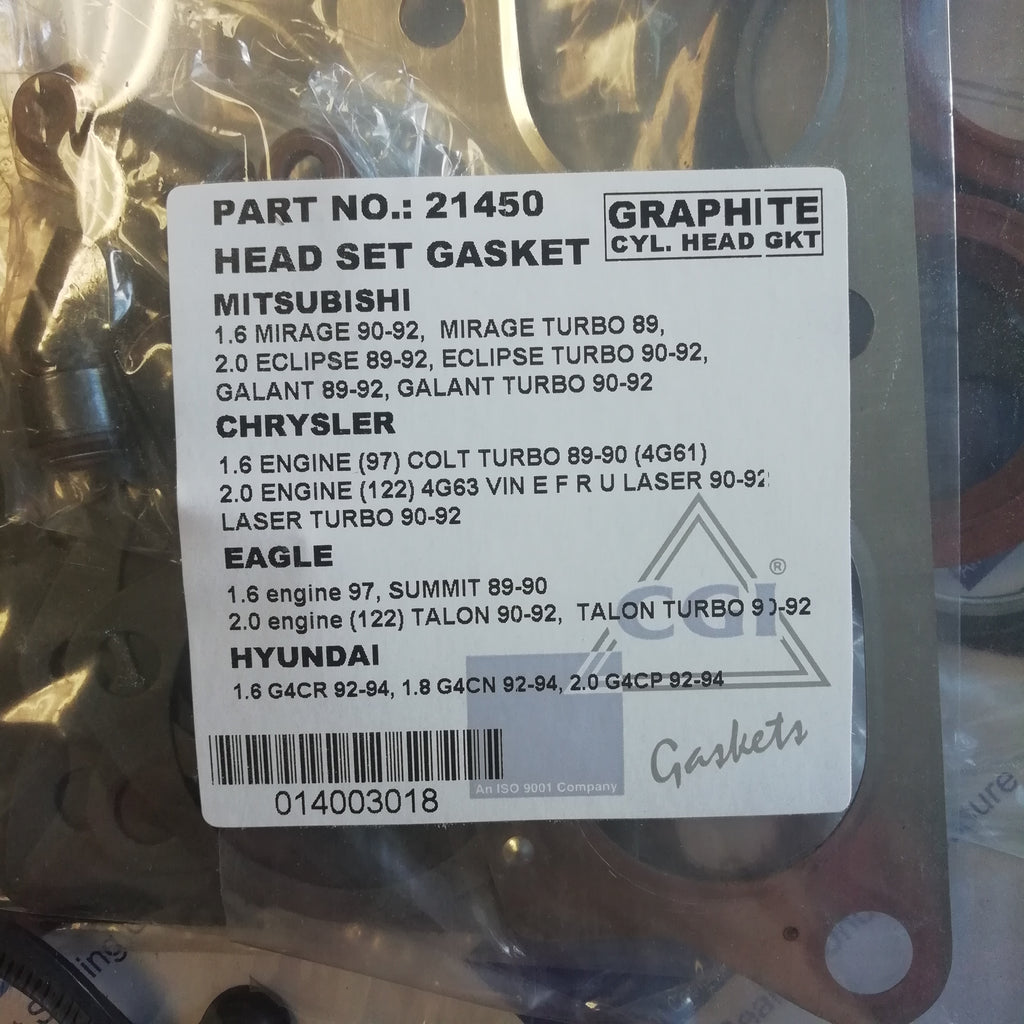 PART NO.: 21450
GRAPHITE
CYL. HEAD GKT
HEAD SET GASKET
MITSUBISHI
1.6 MIRAGE 90-92, MIRAGE TURBO 89,
2.0 ECLIPSE 89-92, ECLIPSE TURBO 90-92,
GALANT 89-92, GALANT TURBO 90-92
CHRYSLER
1.6 ENGINE (97) COLT TURBO 89-90 (4G61)
2.0 ENGINE (122) 4G63 VIN E F R U LASER 90-92
LASER TURBO 90-92
EAGLE
1.6 engine 97, SUMMIT 89-90
2.0 engine (122) TALON 90-92, TALON TURBO 90-92
HYUNDAI
1.6 G4CR 92-94, 1.8 G4CN 92-94, 2.0 G4CP 92-94
CGI®
Gaskets
An ISO 9001 Company
014003018